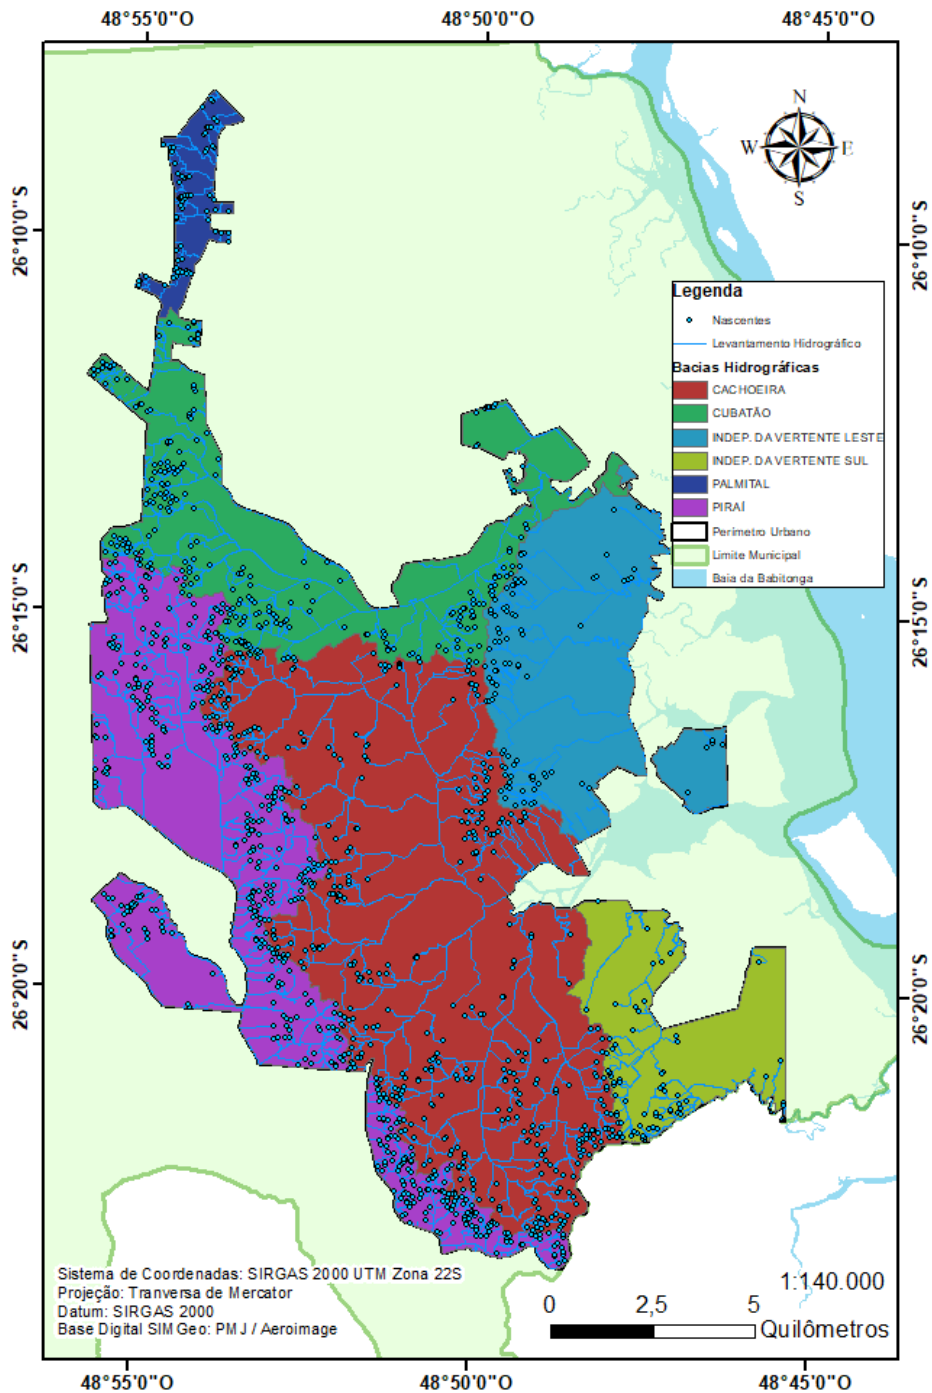 48°55'0"O
48°50'0"O
48°45'0"O
N
W
E
S
26°10'0"S
26°10'0"S
Legenda
Nascentes
Levantamento Hidrográfico
Bacias Hidrográficas
CACHOEIRA
CUBATÃO
INDEP. DA VERTENTE LESTE
INDEP. DA VERTENTE SUL
PALMITAL
PIRAÍ
Perímetro Urbano
Limite Municipal
Baia da Babitonga
26°15'0"S
26°15'0"S
26°20'0"S
26°20'0"S
Sistema de Coordenadas: SIRGAS 2000 UTM Zona 22S
Projeção: Tranversa de Mercator
Datum: SIRGAS 2000
Base Digital SIMGeo: PMJ / Aeroimage
1:140.000
0 2,5 5
Quilômetros
48°55'0"O
48°50'0"O
48°45'0"O